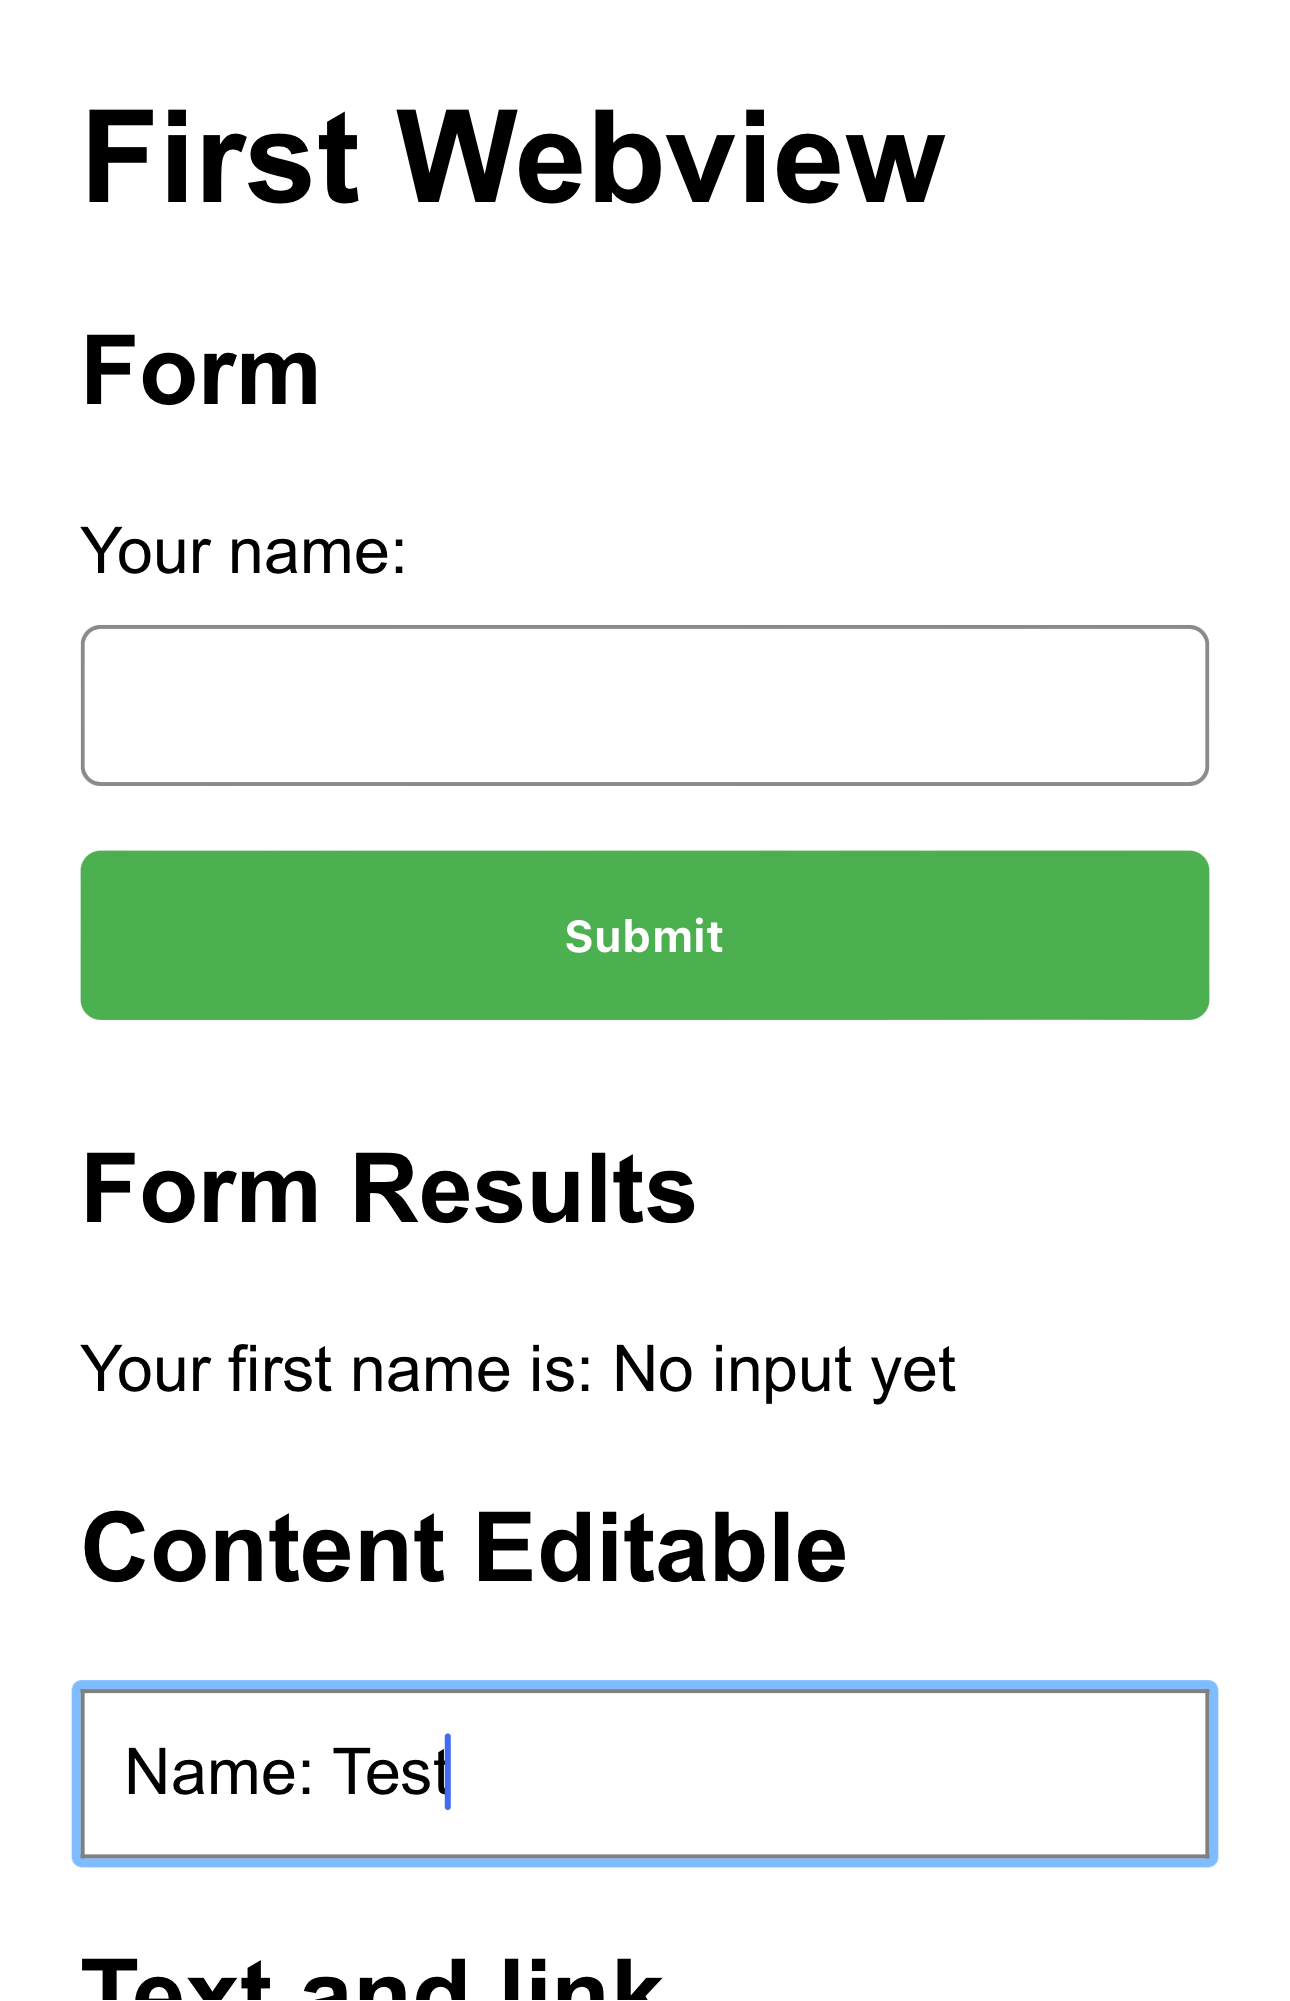 First Webview
Form
Your name:
Submit
Form Results
Your first name is: No input yet
Content Editable
Name: Test
Text and link